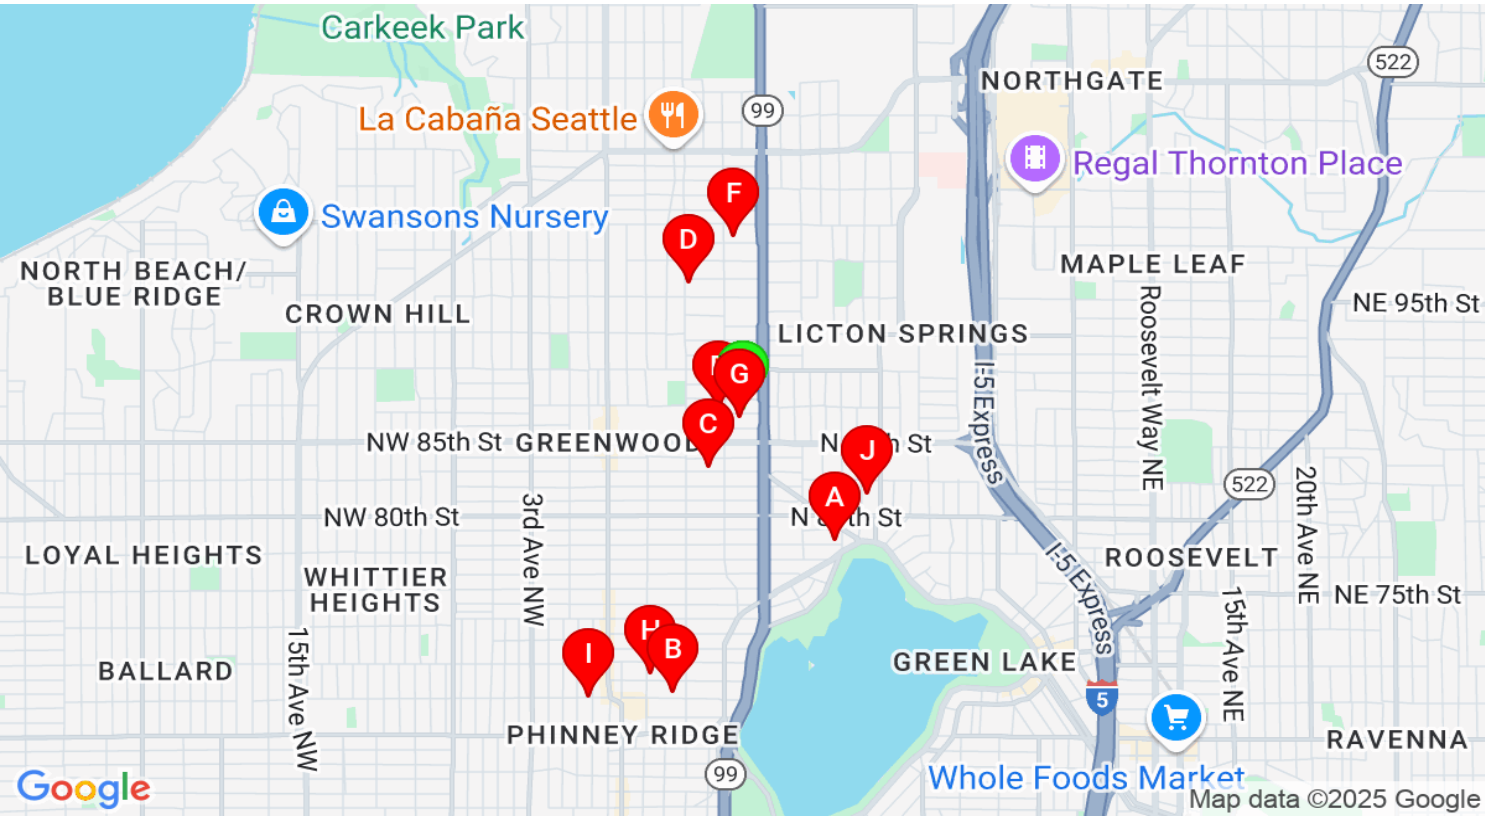 Carkeek Park
522
NORTHGATE
99
La Cabaña Seattle
Regal Thornton Place
F
Swansons Nursery
D
NORTH BEACH/
BLUE RIDGE
MAPLE LEAF
CROWN HILL
NE 95th St
LICTON SPRINGS
Roosevelt Way NE
I-5 Express
G
C
NW 85th St
GREENWOOD
St
J
522
A
20th Ave NE
NW 80th St
N 80th St
3rd Ave NW
LOYAL HEIGHTS
I-5 Express
ROOSEVELT
WHITTIER
HEIGHTS
NE 75th St
15th Ave NE
H
B
I
15th Ave NW
BALLARD
GREEN LAKE
5
PHINNEY RIDGE
RAVENNA
99
Whole Foods Market
Google
Map data ©2025 Google